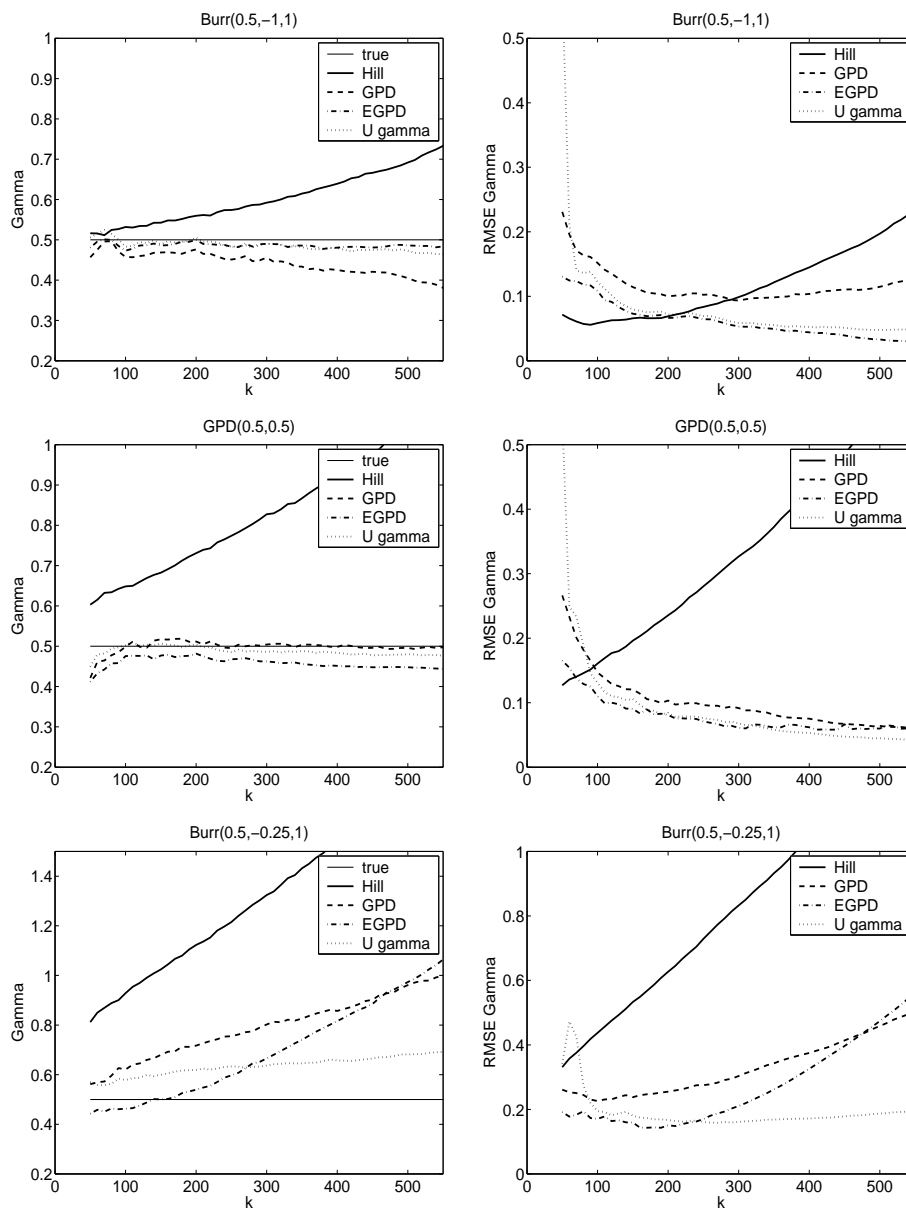 Burr(0.5,−1,1)
1
0.9
0.8
0.7
0.6
0.5
0.4
0.3
0.2
Gamma
true
Hill
GPD
EGPD
U gamma
0 100 200 300 400 500
k
Burr(0.5,−1,1)
0.5
0.4
0.3
0.2
0.1
0
RMSE Gamma
Hill
GPD
EGPD
U gamma
0 100 200 300 400 500
k
GPD(0.5,0.5)
1
0.9
0.8
0.7
0.6
0.5
0.4
0.3
0.2
Gamma
true
Hill
GPD
EGPD
U gamma
0 100 200 300 400 500
k
GPD(0.5,0.5)
0.5
0.4
0.3
0.2
0.1
0
RMSE Gamma
Hill
GPD
EGPD
U gamma
0 100 200 300 400 500
k
Burr(0.5,−0.25,1)
1.4
1.2
1
0.8
0.6
0.4
0.2
Gamma
true
Hill
GPD
EGPD
U gamma
0 100 200 300 400 500
k
Burr(0.5,−0.25,1)
1
0.8
0.6
0.4
0.2
0
RMSE Gamma
Hill
GPD
EGPD
U gamma
0 100 200 300 400 500
k